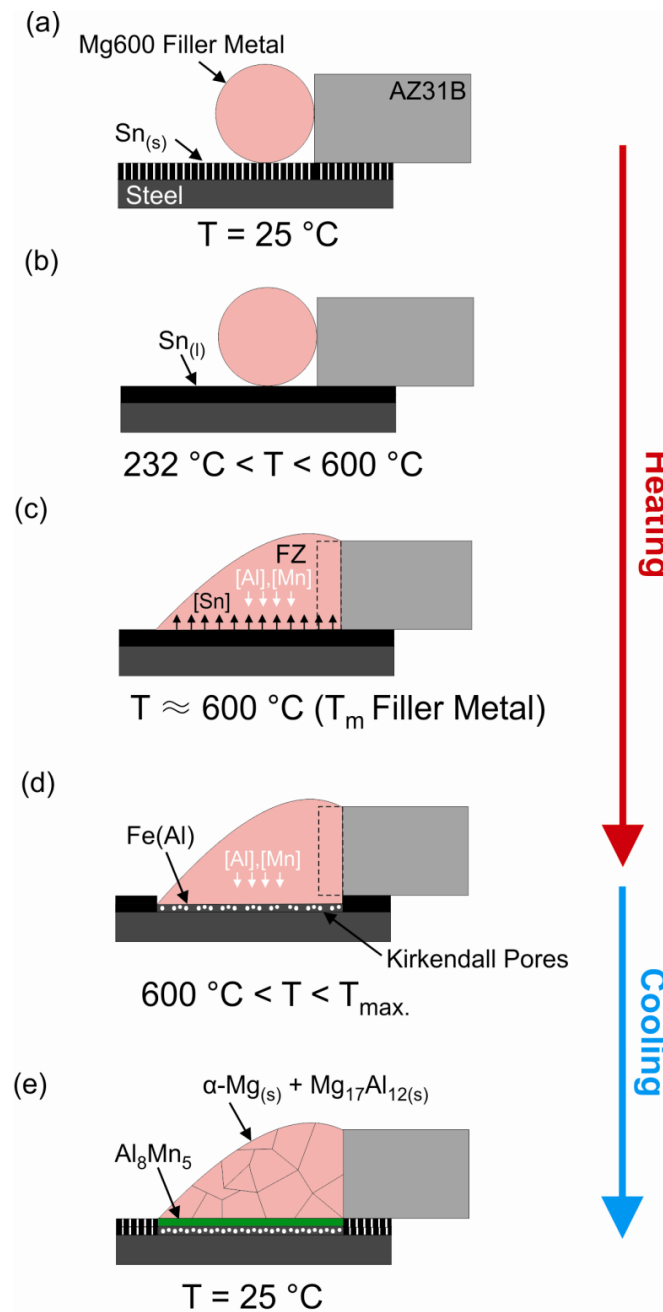 (a)
Mg600 Filler Metal
AZ31B
Sn(s)
Steel
T = 25 °C
(b)
Sn(l)
232 °C < T < 600 °C
(c)
FZ
[Al],[Mn]
[Sn]
T ≈ 600 °C (Tm Filler Metal)
(d)
Fe(Al)
[Al],[Mn]
Kirkendall Pores
600 °C < T < Tmax.
(e)
α-Mg(s) + Mg17Al12(s)
Al8Mn5
T = 25 °C
Heating
Cooling